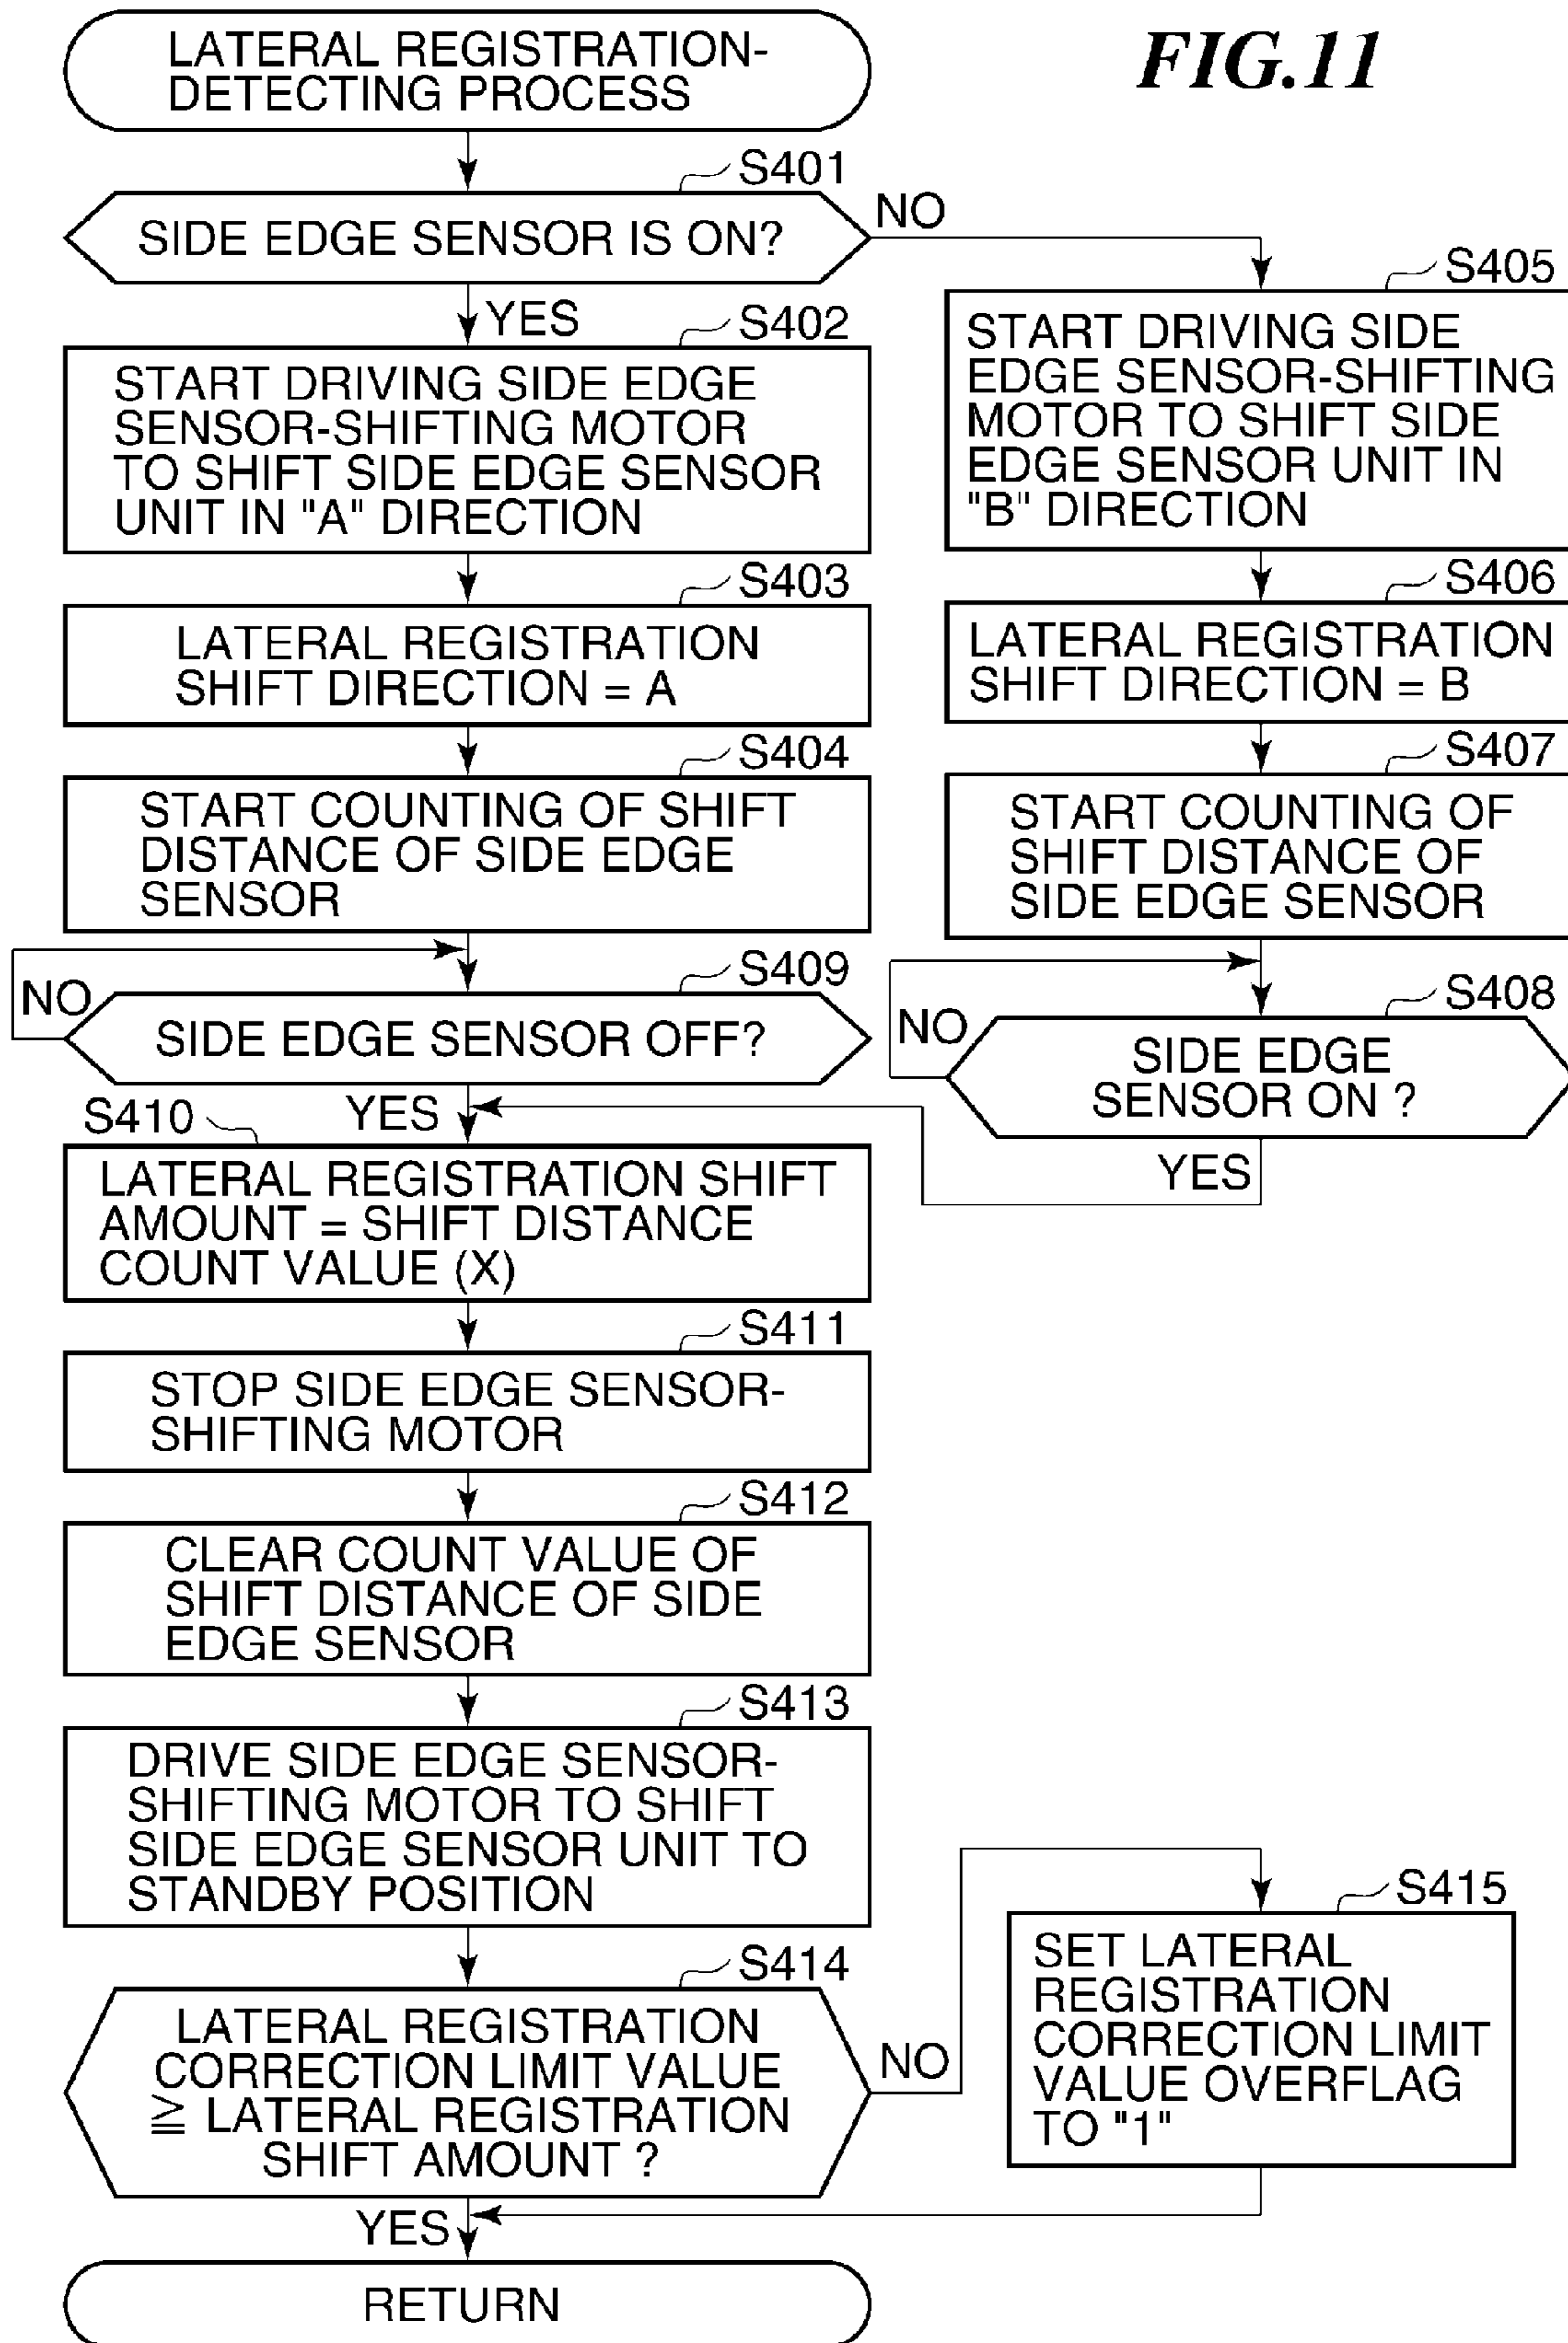 FIG.11
LATERAL REGISTRATION-
DETECTING PROCESS
S401
SIDE EDGE SENSOR IS ON?
NO
YES
S402
START DRIVING SIDE EDGE
SENSOR-SHIFTING MOTOR
TO SHIFT SIDE EDGE SENSOR
UNIT IN "A" DIRECTION
S403
LATERAL REGISTRATION
SHIFT DIRECTION = A
S404
START COUNTING OF SHIFT
DISTANCE OF SIDE EDGE
SENSOR
S405
START DRIVING SIDE
EDGE SENSOR-SHIFTING
MOTOR TO SHIFT SIDE
EDGE SENSOR UNIT IN
"B" DIRECTION
S406
LATERAL REGISTRATION
SHIFT DIRECTION = B
S407
START COUNTING OF
SHIFT DISTANCE OF
SIDE EDGE SENSOR
S408
NO
SIDE EDGE
SENSOR ON ?
YES
S409
NO
SIDE EDGE SENSOR OFF?
YES
S410
LATERAL REGISTRATION SHIFT
AMOUNT = SHIFT DISTANCE
COUNT VALUE (X)
S411
STOP SIDE EDGE SENSOR-
SHIFTING MOTOR
S412
CLEAR COUNT VALUE OF
SHIFT DISTANCE OF SIDE
EDGE SENSOR
S413
DRIVE SIDE EDGE SENSOR-
SHIFTING MOTOR TO SHIFT
SIDE EDGE SENSOR UNIT TO
STANDBY POSITION
S414
LATERAL REGISTRATION
CORRECTION LIMIT VALUE
≧ LATERAL REGISTRATION
SHIFT AMOUNT ?
NO
S415
SET LATERAL
REGISTRATION
CORRECTION LIMIT
VALUE OVERFLAG
TO "1"
YES
RETURN